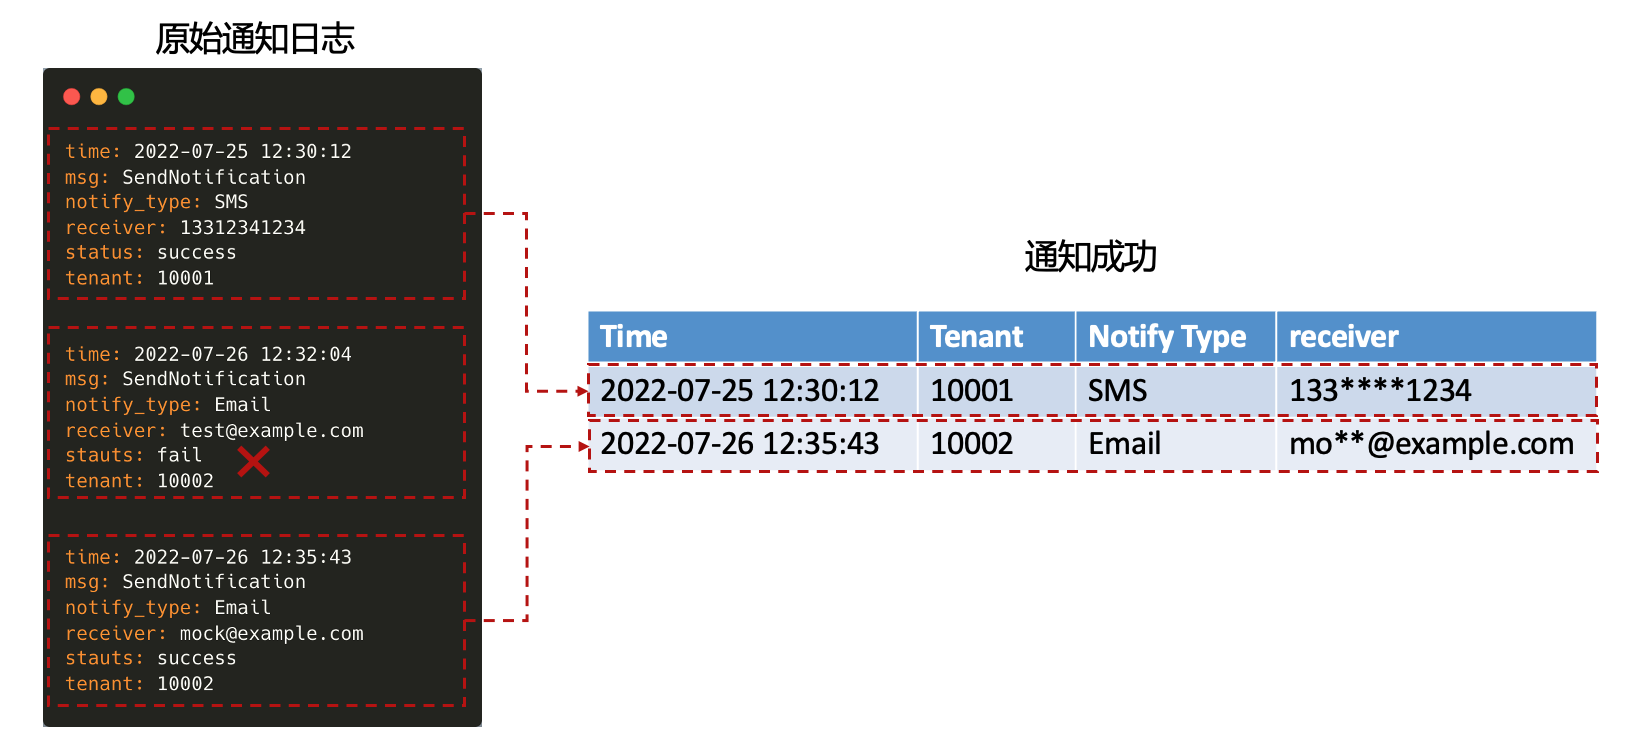 原始通知日志
time: 2022-07-25 12:30:12
msg: SendNotification
notify_type: SMS
receiver: 13312341234
status: success
tenant: 10001
time: 2022-07-26 12:32:04
msg: SendNotification
notify_type: Email
receiver: test@example.com
stauts: fail
tenant: 10002
time: 2022-07-26 12:35:43
msg: SendNotification
notify_type: Email
receiver: mock@example.com
stauts: success
tenant: 10002
通知成功
Time Tenant Notify Type receiver
2022-07-25 12:30:12 10001 SMS 133****1234
2022-07-26 12:35:43 10002 Email mo**@example.com